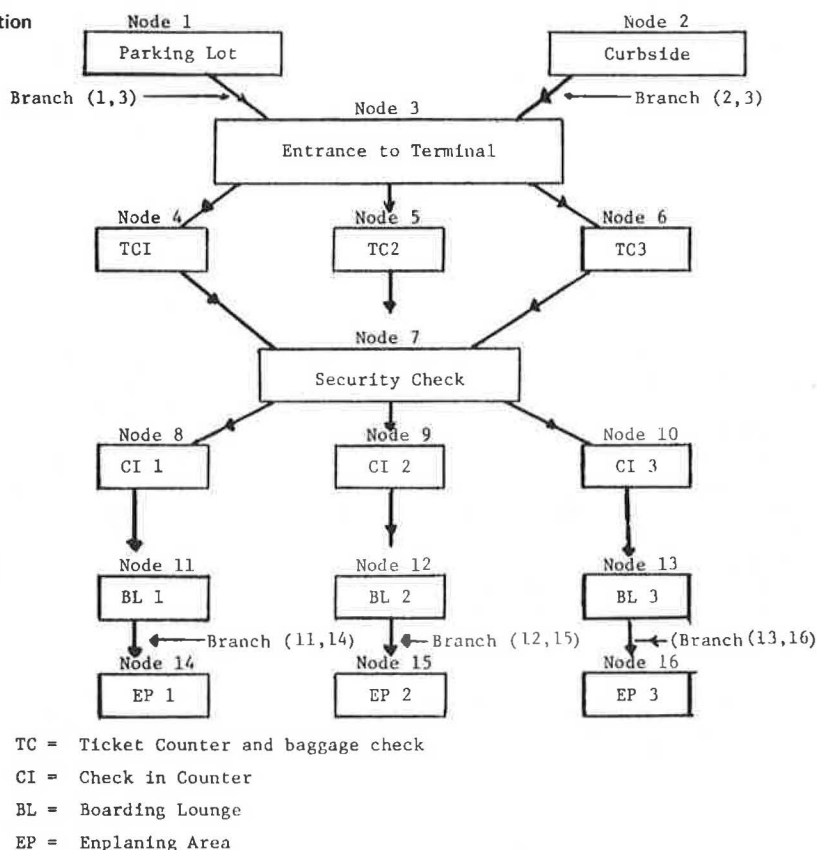 tion
Node 1 Node 2
Parking Lot Curbside
Branch (1,3) Branch (2,3)
Node 3
Entrance to Terminal
Node 4 Node 5 Node 6
TCI TC2 TC3
Node 7
Security Check
Node 8 Node 9 Node 10
CI 1 CI 2 CI 3
Node 11 Node 12 Node 13
BL 1 BL 2 BL 3
Branch (11,14) Branch (12,15) (Branch(13,16)
Node 14 Node 15 Node 16
EP 1 EP 2 EP 3
TC = Ticket Counter and baggage check
CI = Check in Counter
BL = Boarding Lounge
EP = Enplaning Area